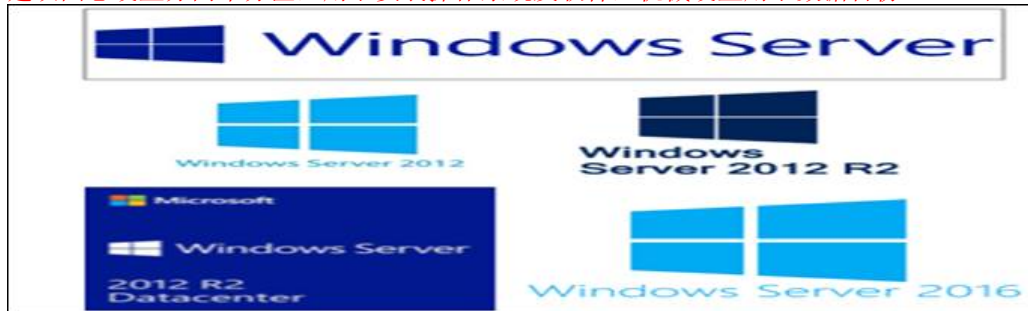 Windows Server
Windows Server 2012
Windows
Server 2012 R2
Microsoft
Windows Server
2012 R2
Datacenter
Windows Server 2016